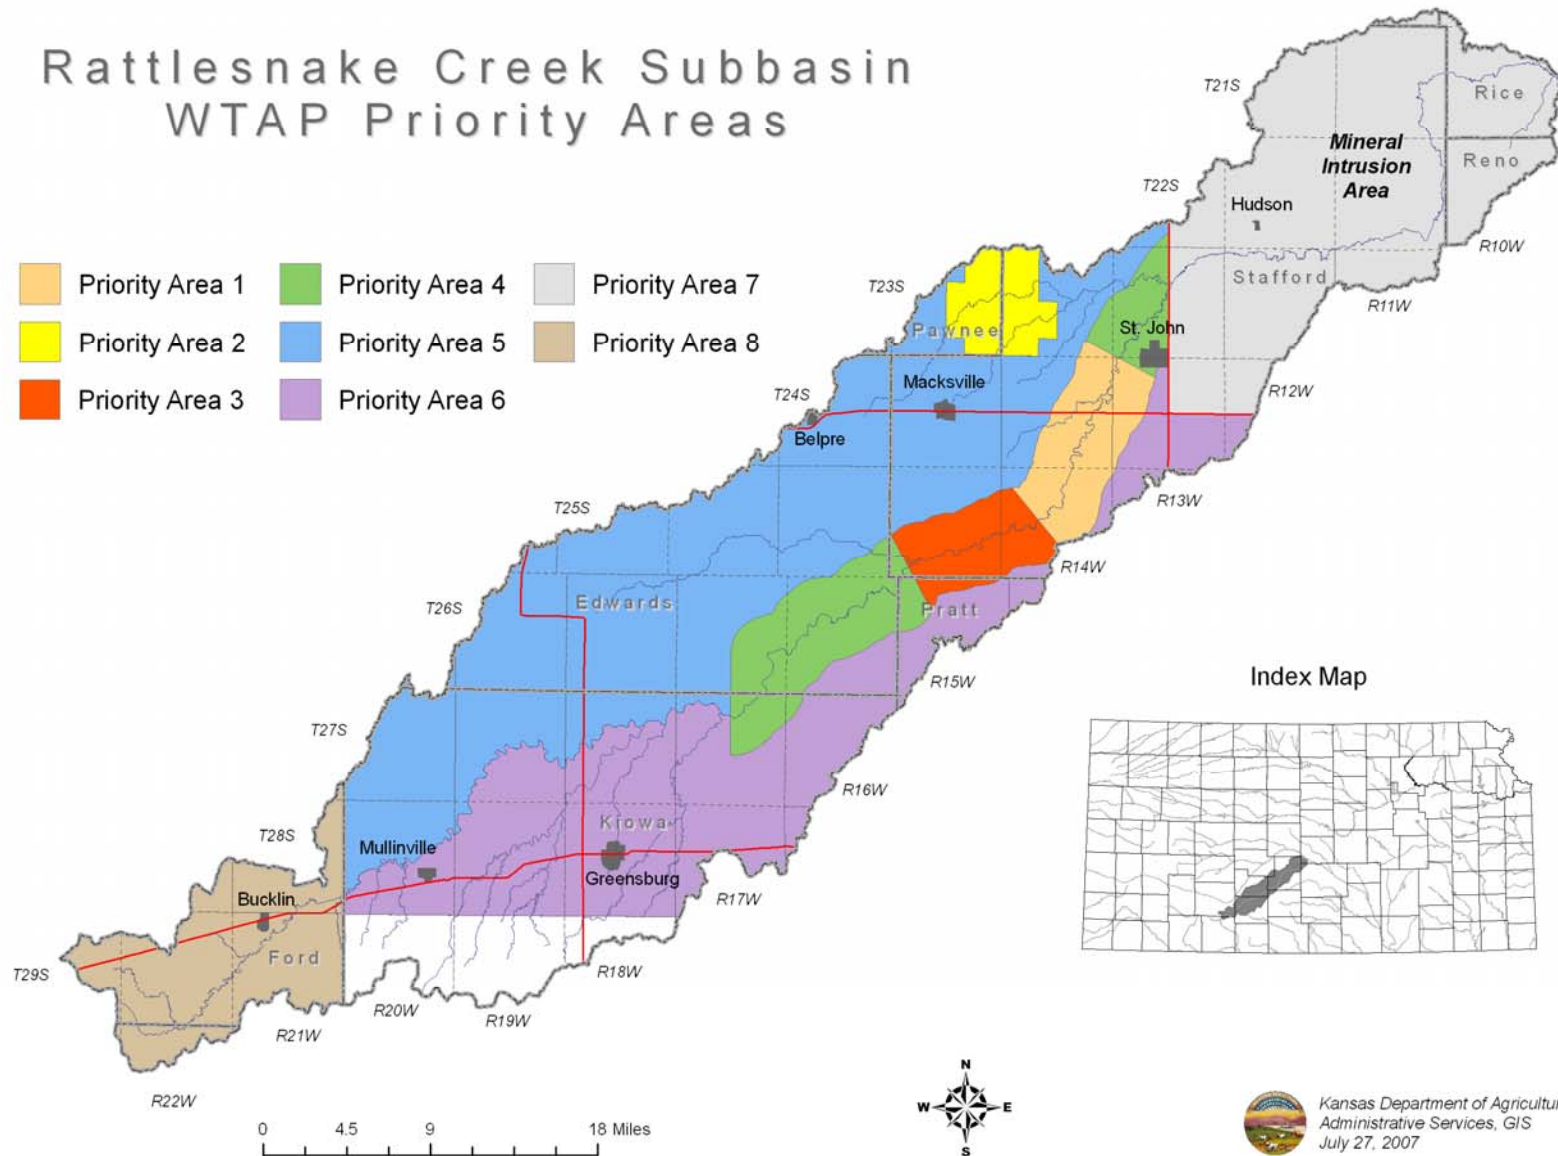 Rattlesnake Creek Subbasin
WTAP Priority Areas
Priority Area 1
Priority Area 2
Priority Area 3
Priority Area 4
Priority Area 5
Priority Area 6
Priority Area 7
Priority Area 8
T21S
Rice
Mineral
Intrusion
Area
Reno
T22S
Hudson
R10W
Stafford
R11W
T23S
Pawnee
St. John
Macksville
R12W
T24S
Belpre
R13W
T25S
R14W
T26S
Edwards
Pratt
R15W
Index Map
T27S
R16W
T28S
Kiowa
Mullinville
Greensburg
R17W
Bucklin
Ford
T29S
R18W
R20W
R19W
R21W
R22W
0 4.5 9 18 Miles
N
W E
S
Kansas Department of Agricultur
Administrative Services, GIS
July 27, 2007